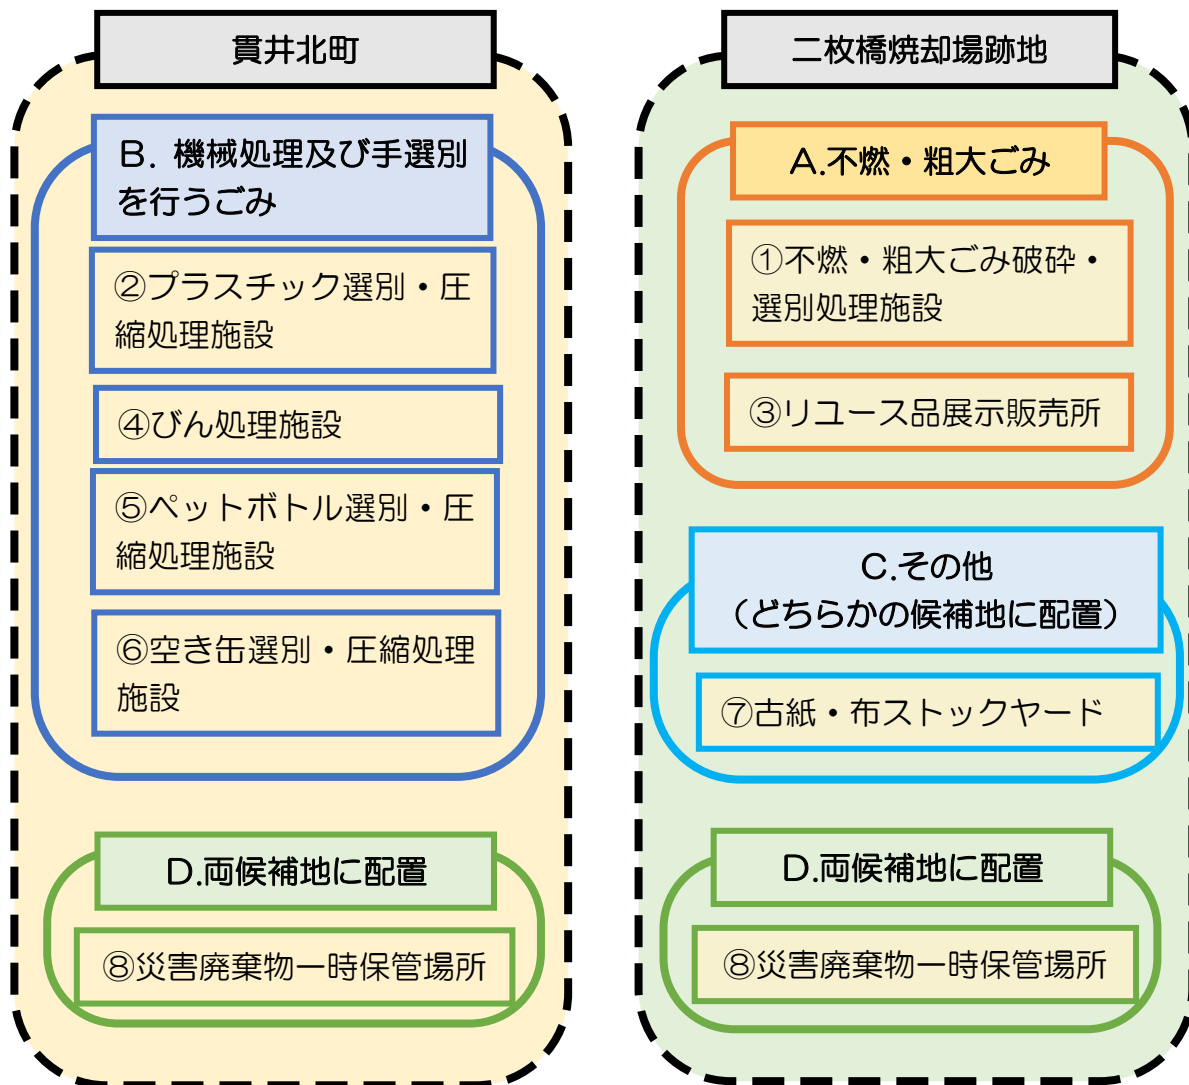 貫井北町
B. 機械処理及び手選別
を行うごみ
②プラスチック選別・圧
縮処理施設
④びん処理施設
⑤ペットボトル選別・圧
縮処理施設
⑥空き缶選別・圧縮処理
施設
D.両候補地に配置
⑧災害廃棄物一時保管場所
二枚橋焼却場跡地
A.不燃・粗大ごみ
①不燃・粗大ごみ破砕・
選別処理施設
③リユース品展示販売所
C.その他
（どちらかの候補地に配置）
⑦古紙・布ストックヤード
D.両候補地に配置
⑧災害廃棄物一時保管場所